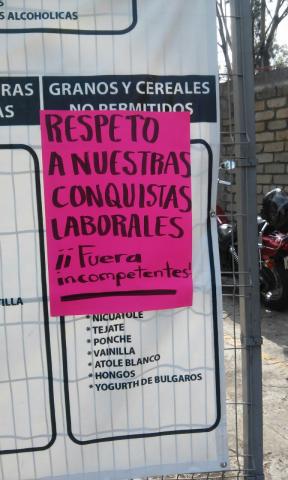 S ALCOHOLICAS
RAS
AS
GRANOS Y CEREALES
NO PERMITIDOS
RESPETO
A NUESTRAS
CONQUISTAS
LABORALES
¡¡Fuera
incompetentes!
ILLA
* NICUATOLE
* TEJATE
* PONCHE
* VAINILLA
* ATOLE BLANCO
* HONGOS
* YOGURTH DE BULGAROS